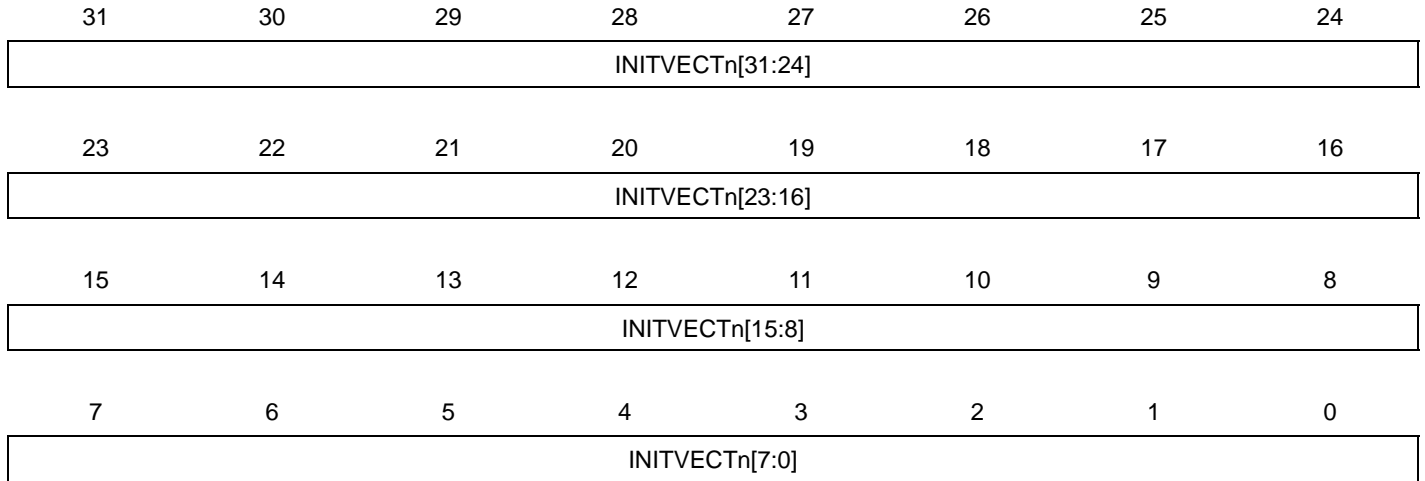 31 30 29 28 27 26 25 24
INITVECTn[31:24]
23 22 21 20 19 18 17 16
INITVECTn[23:16]
15 14 13 12 11 10 9 8
INITVECTn[15:8]
7 6 5 4 3 2 1 0
INITVECTn[7:0]